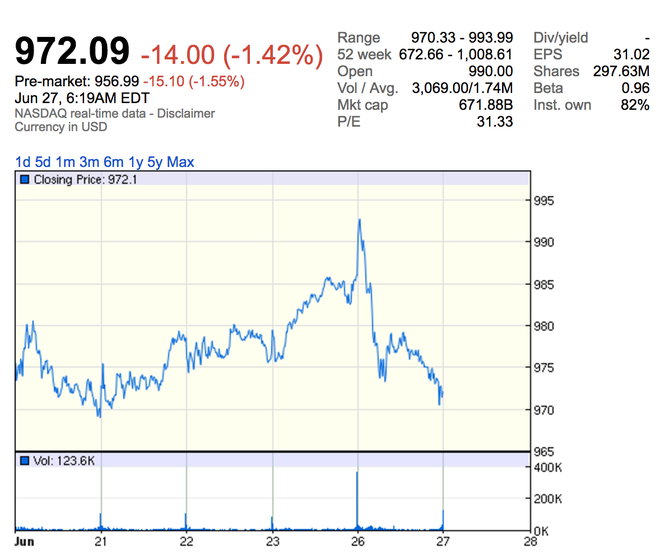 972.09 -14.00 (-1.42%)
Pre-market: 956.99 -15.10 (-1.55%)
Jun 27, 6:19AM EDT
NASDAQ real-time data - Disclaimer
Currency in USD
Range 970.33 - 993.99
52 week 672.66 - 1,008.61
Open 990.00
Vol / Avg. 3,069.00/1.74M
Mkt cap 671.88B
P/E 31.33
Div/yield -
EPS 31.02
Shares 297.63M
Beta 0.96
Inst. own 82%
1d 5d 1m 3m 6m 1y 5y Max
Closing Price: 972.1
995
990
985
980
975
970
965
Vol: 123.6K
400K
200K
0K
Jun 21 22 23 26 27 28